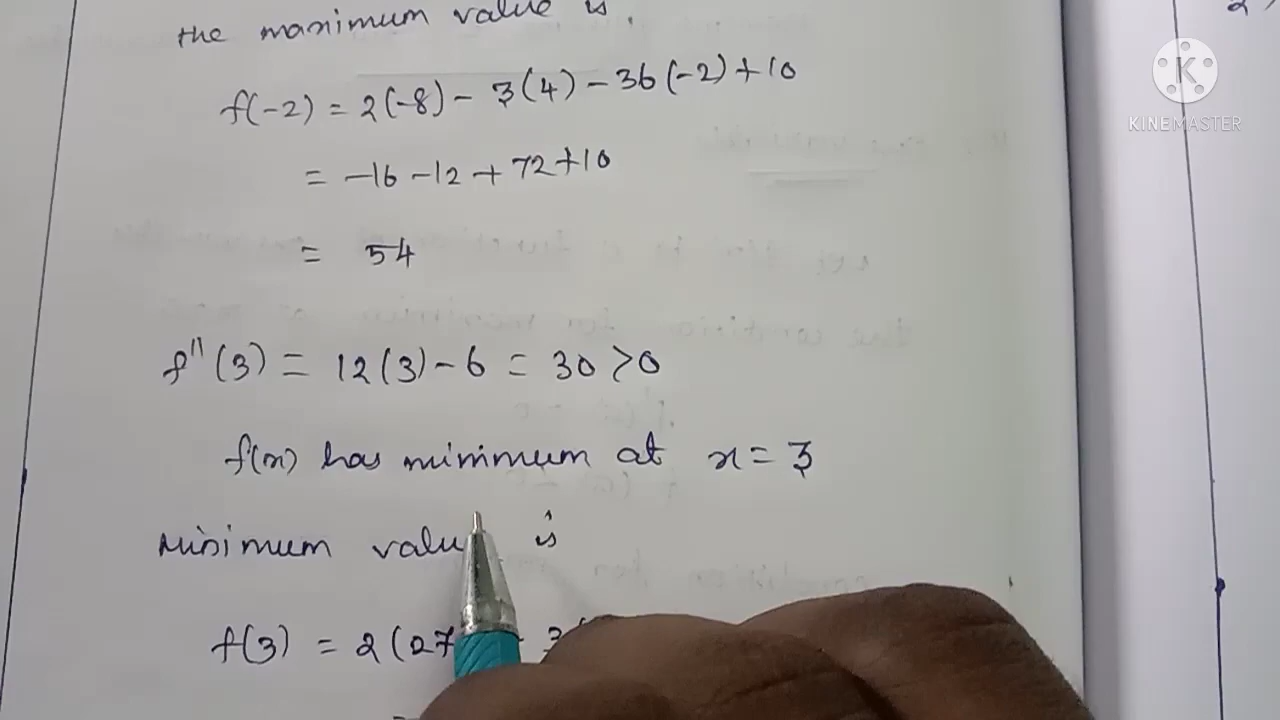 the maximum value is.
f(-2) = 2(-8) - 3(4) - 36(-2) + 10
= -16 - 12 + 72 + 10
= 54
f''(3) = 12(3) - 6 = 30 > 0
f(x) has minimum at x = 3
Minimum value is
f(3) = 2(27
KINEMASTER